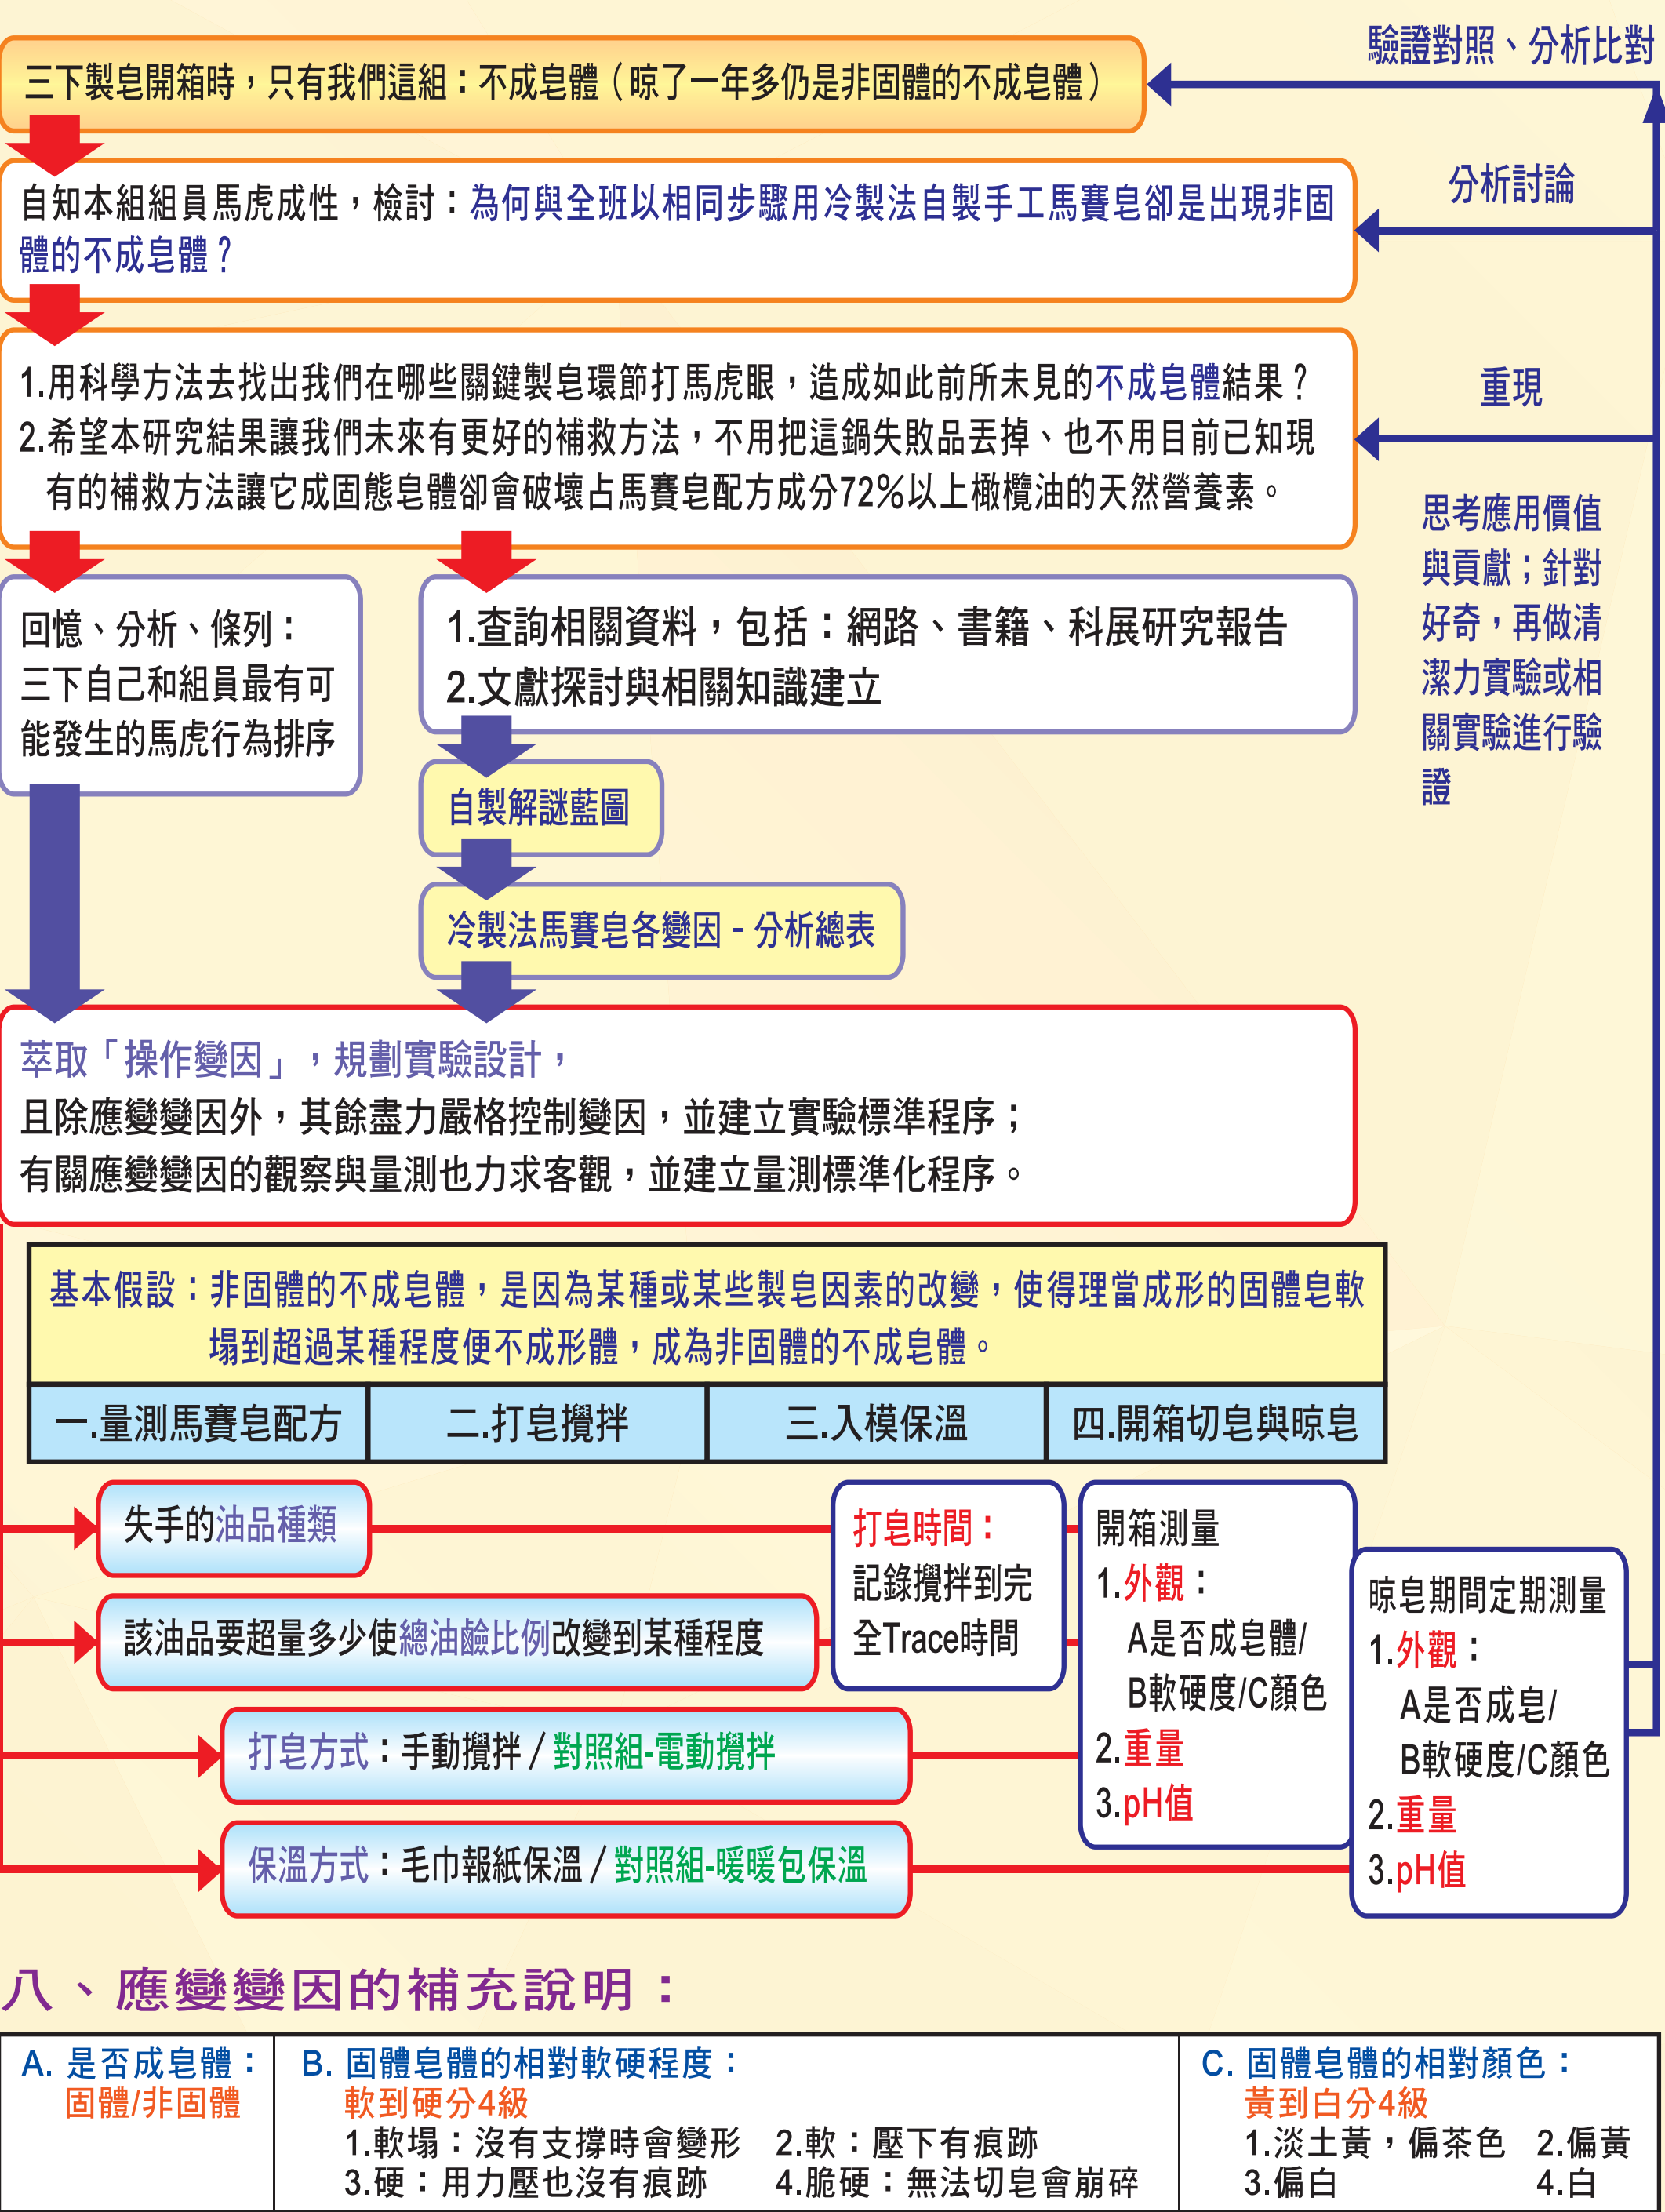 驗證對照、分析比對
三下製皂開箱時，只有我們這組：不成皂體（晾了一年多仍是非固體的不成皂體）
分析討論
自知本組組員馬虎成性，檢討：為何與全班以相同步驟用冷製法自製手工馬賽皂卻是出現非固
體的不成皂體？
重現
1.用科學方法去找出我們在哪些關鍵製皂環節打馬虎眼，造成如此前所未見的不成皂體結果？
2.希望本研究結果讓我們未來有更好的補救方法，不用把這鍋失敗品丟掉、也不用目前已知現
有的補救方法讓它成固態皂體卻會破壞占馬賽皂配方成分72%以上橄欖油的天然營養素。
思考應用價值
與貢獻；針對
好奇，再做清
潔力實驗或相
關實驗進行驗
證
回憶、分析、條列：
三下自己和組員最有可
能發生的馬虎行為排序
1.查詢相關資料，包括：網路、書籍、科展研究報告
2.文獻探討與相關知識建立
自製解謎藍圖
冷製法馬賽皂各變因－分析總表
萃取「操作變因」，規劃實驗設計，
且除應變變因外，其餘盡力嚴格控制變因，並建立實驗標準程序；
有關應變變因的觀察與量測也力求客觀，並建立量測標準化程序。
基本假設：非固體的不成皂體，是因為某種或某些製皂因素的改變，使得理當成形的固體皂軟
塌到超過某種程度便不成形體，成為非固體的不成皂體。
一.量測馬賽皂配方
二.打皂攪拌
三.入模保溫
四.開箱切皂與晾皂
失手的油品種類
該油品要超量多少使總油鹼比例改變到某種程度
打皂方式：手動攪拌／對照組-電動攪拌
保溫方式：毛巾報紙保溫／對照組-暖暖包保溫
打皂時間：
記錄攪拌到完
全Trace時間
開箱測量
1.外觀：
A是否成皂體/
B軟硬度/C顏色
2.重量
3.pH值
晾皂期間定期測量
1.外觀：
A是否成皂/
B軟硬度/C顏色
2.重量
3.pH值
八、應變變因的補充說明：
A. 是否成皂體：
固體/非固體
B. 固體皂體的相對軟硬程度：
軟到硬分4級
1.軟塌：沒有支撐時會變形 2.軟：壓下有痕跡
3.硬：用力壓也沒有痕跡 4.脆硬：無法切皂會崩碎
C. 固體皂體的相對顏色：
黃到白分4級
1.淡土黃，偏茶色 2.偏黃
3.偏白 4.白